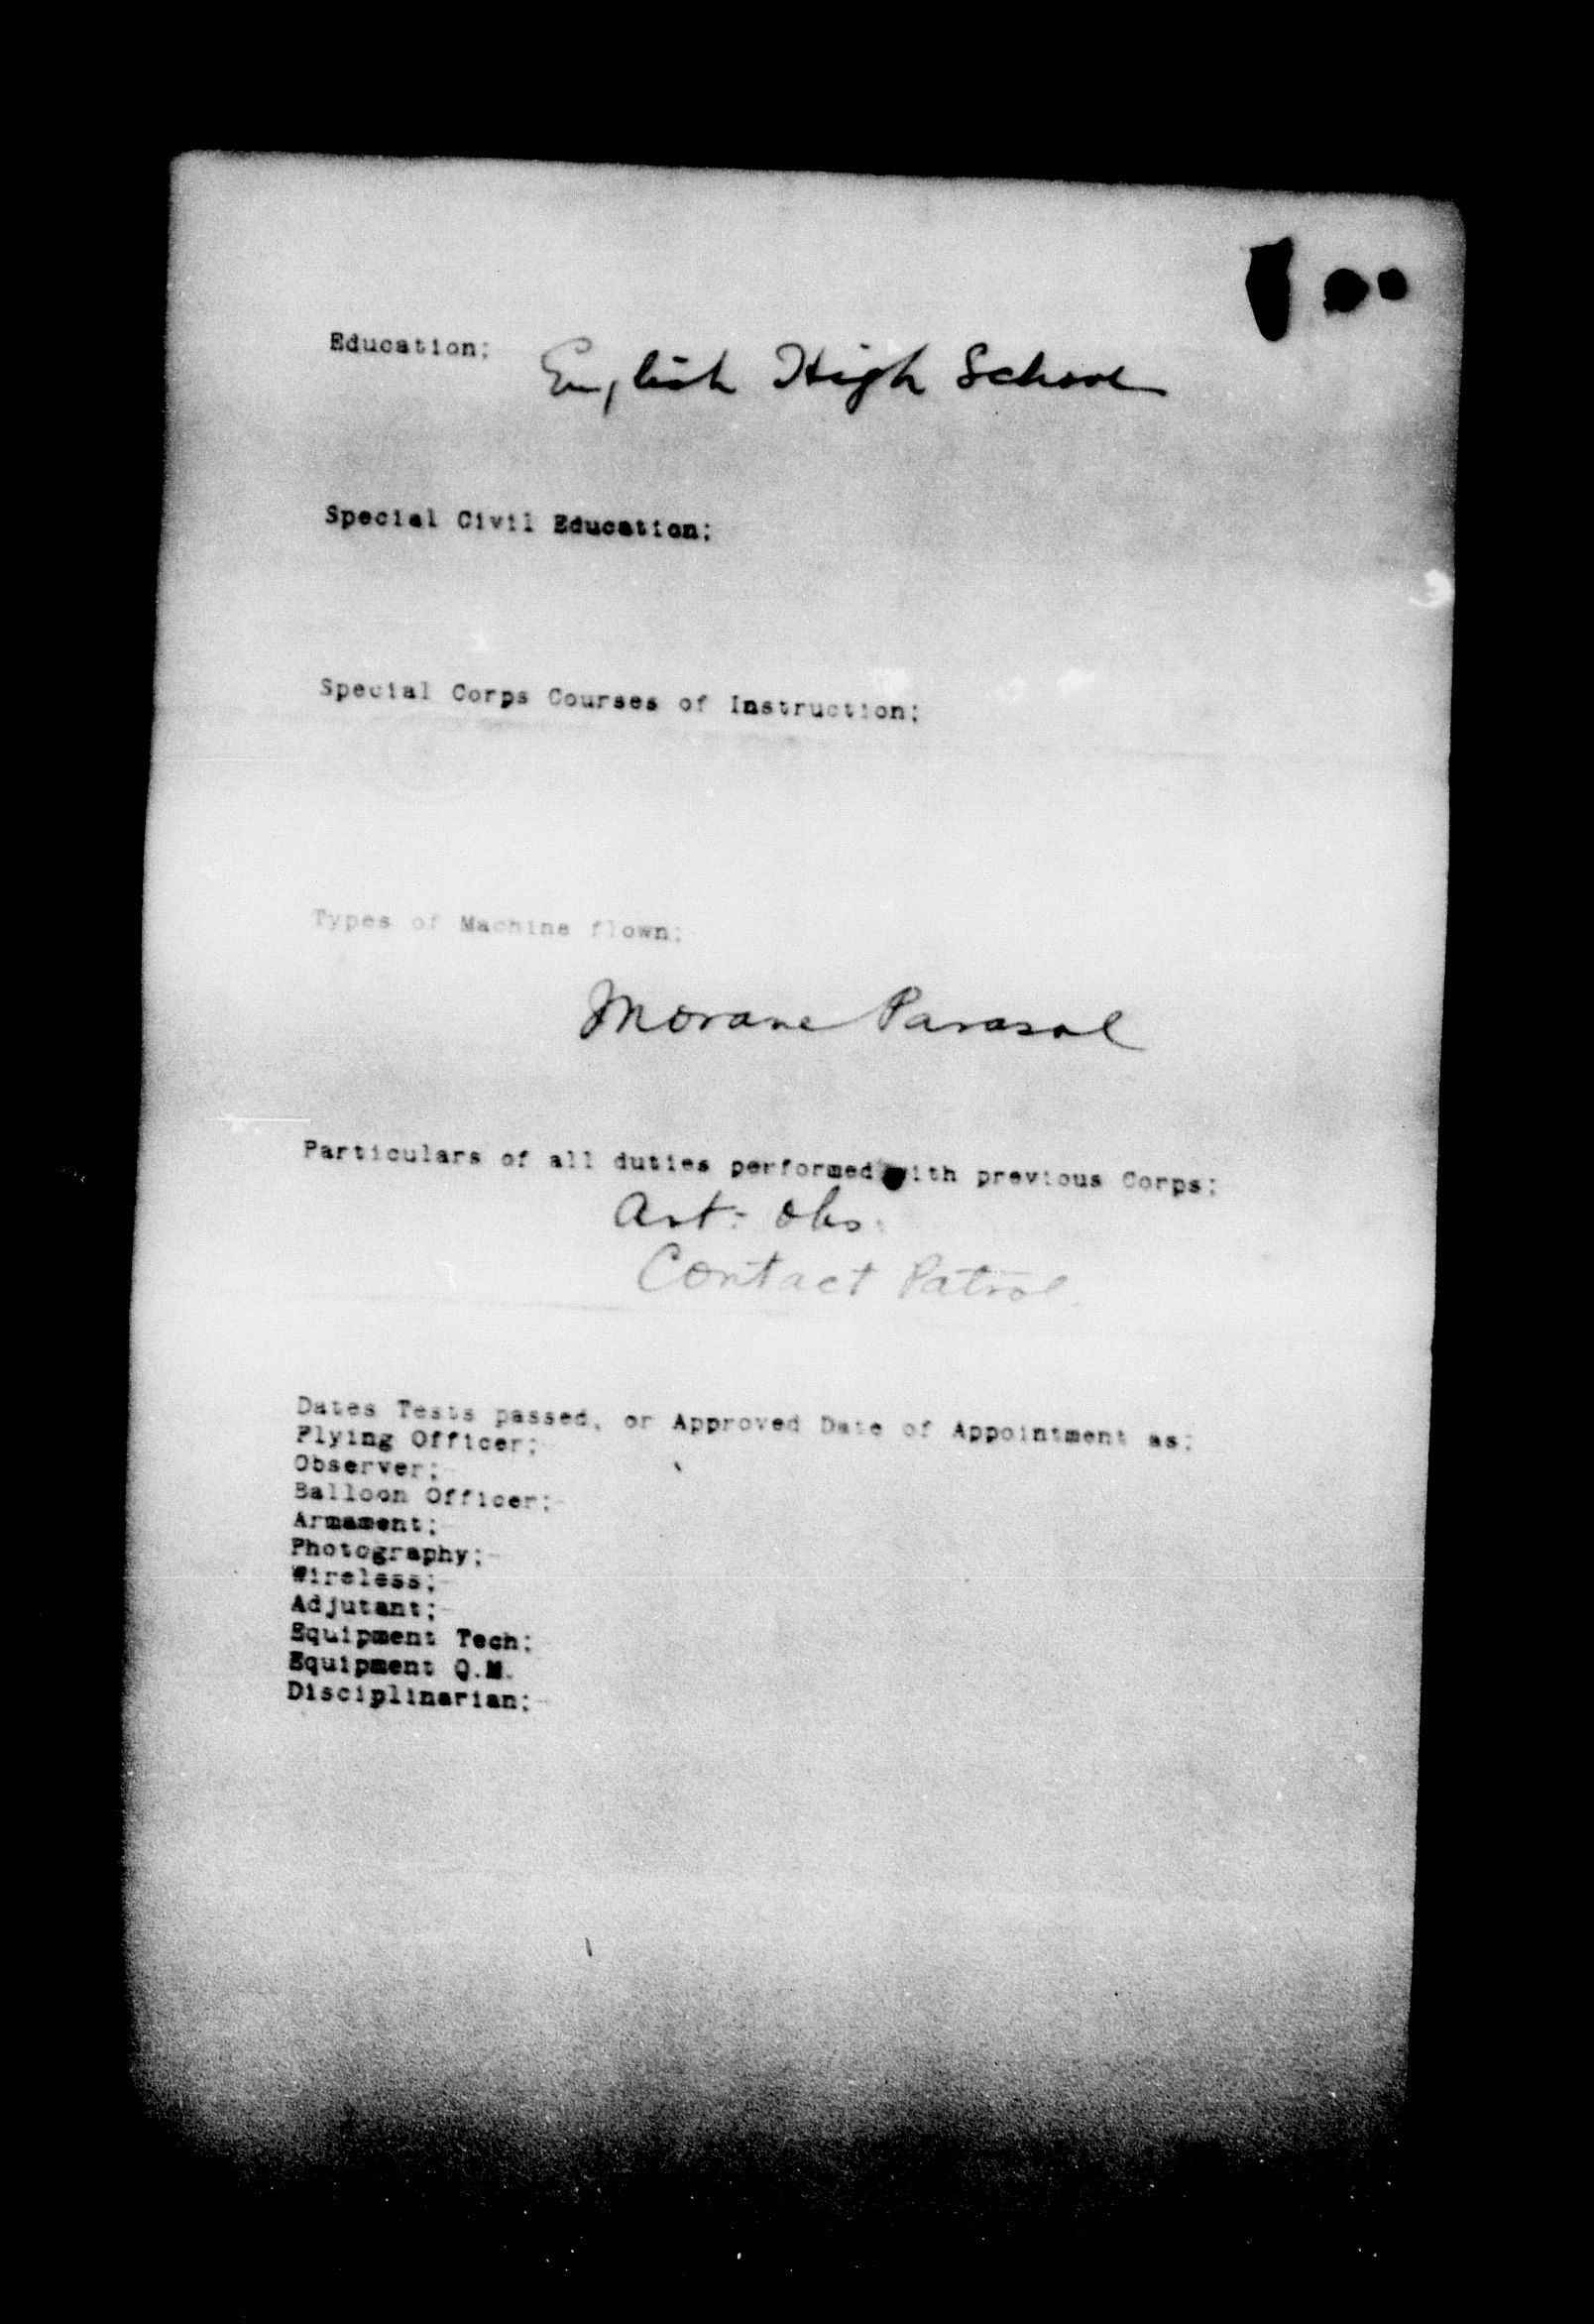 Education; English High School
Special Civil Education;
Special Corps Courses of Instruction;
Types of Machine flown;
Morane Parasol
Particulars of all duties performed with previous Corps;
Art: Obs.
Contact Patrol
Dates Tests passed, or Approved Date of Appointment as;
Flying Officer;
Observer;-
Balloon Officer;-
Armament;-
Photography;-
Wireless;-
Adjutant;-
Equipment Tech;
Equipment Q.M.
Disciplinarian;-